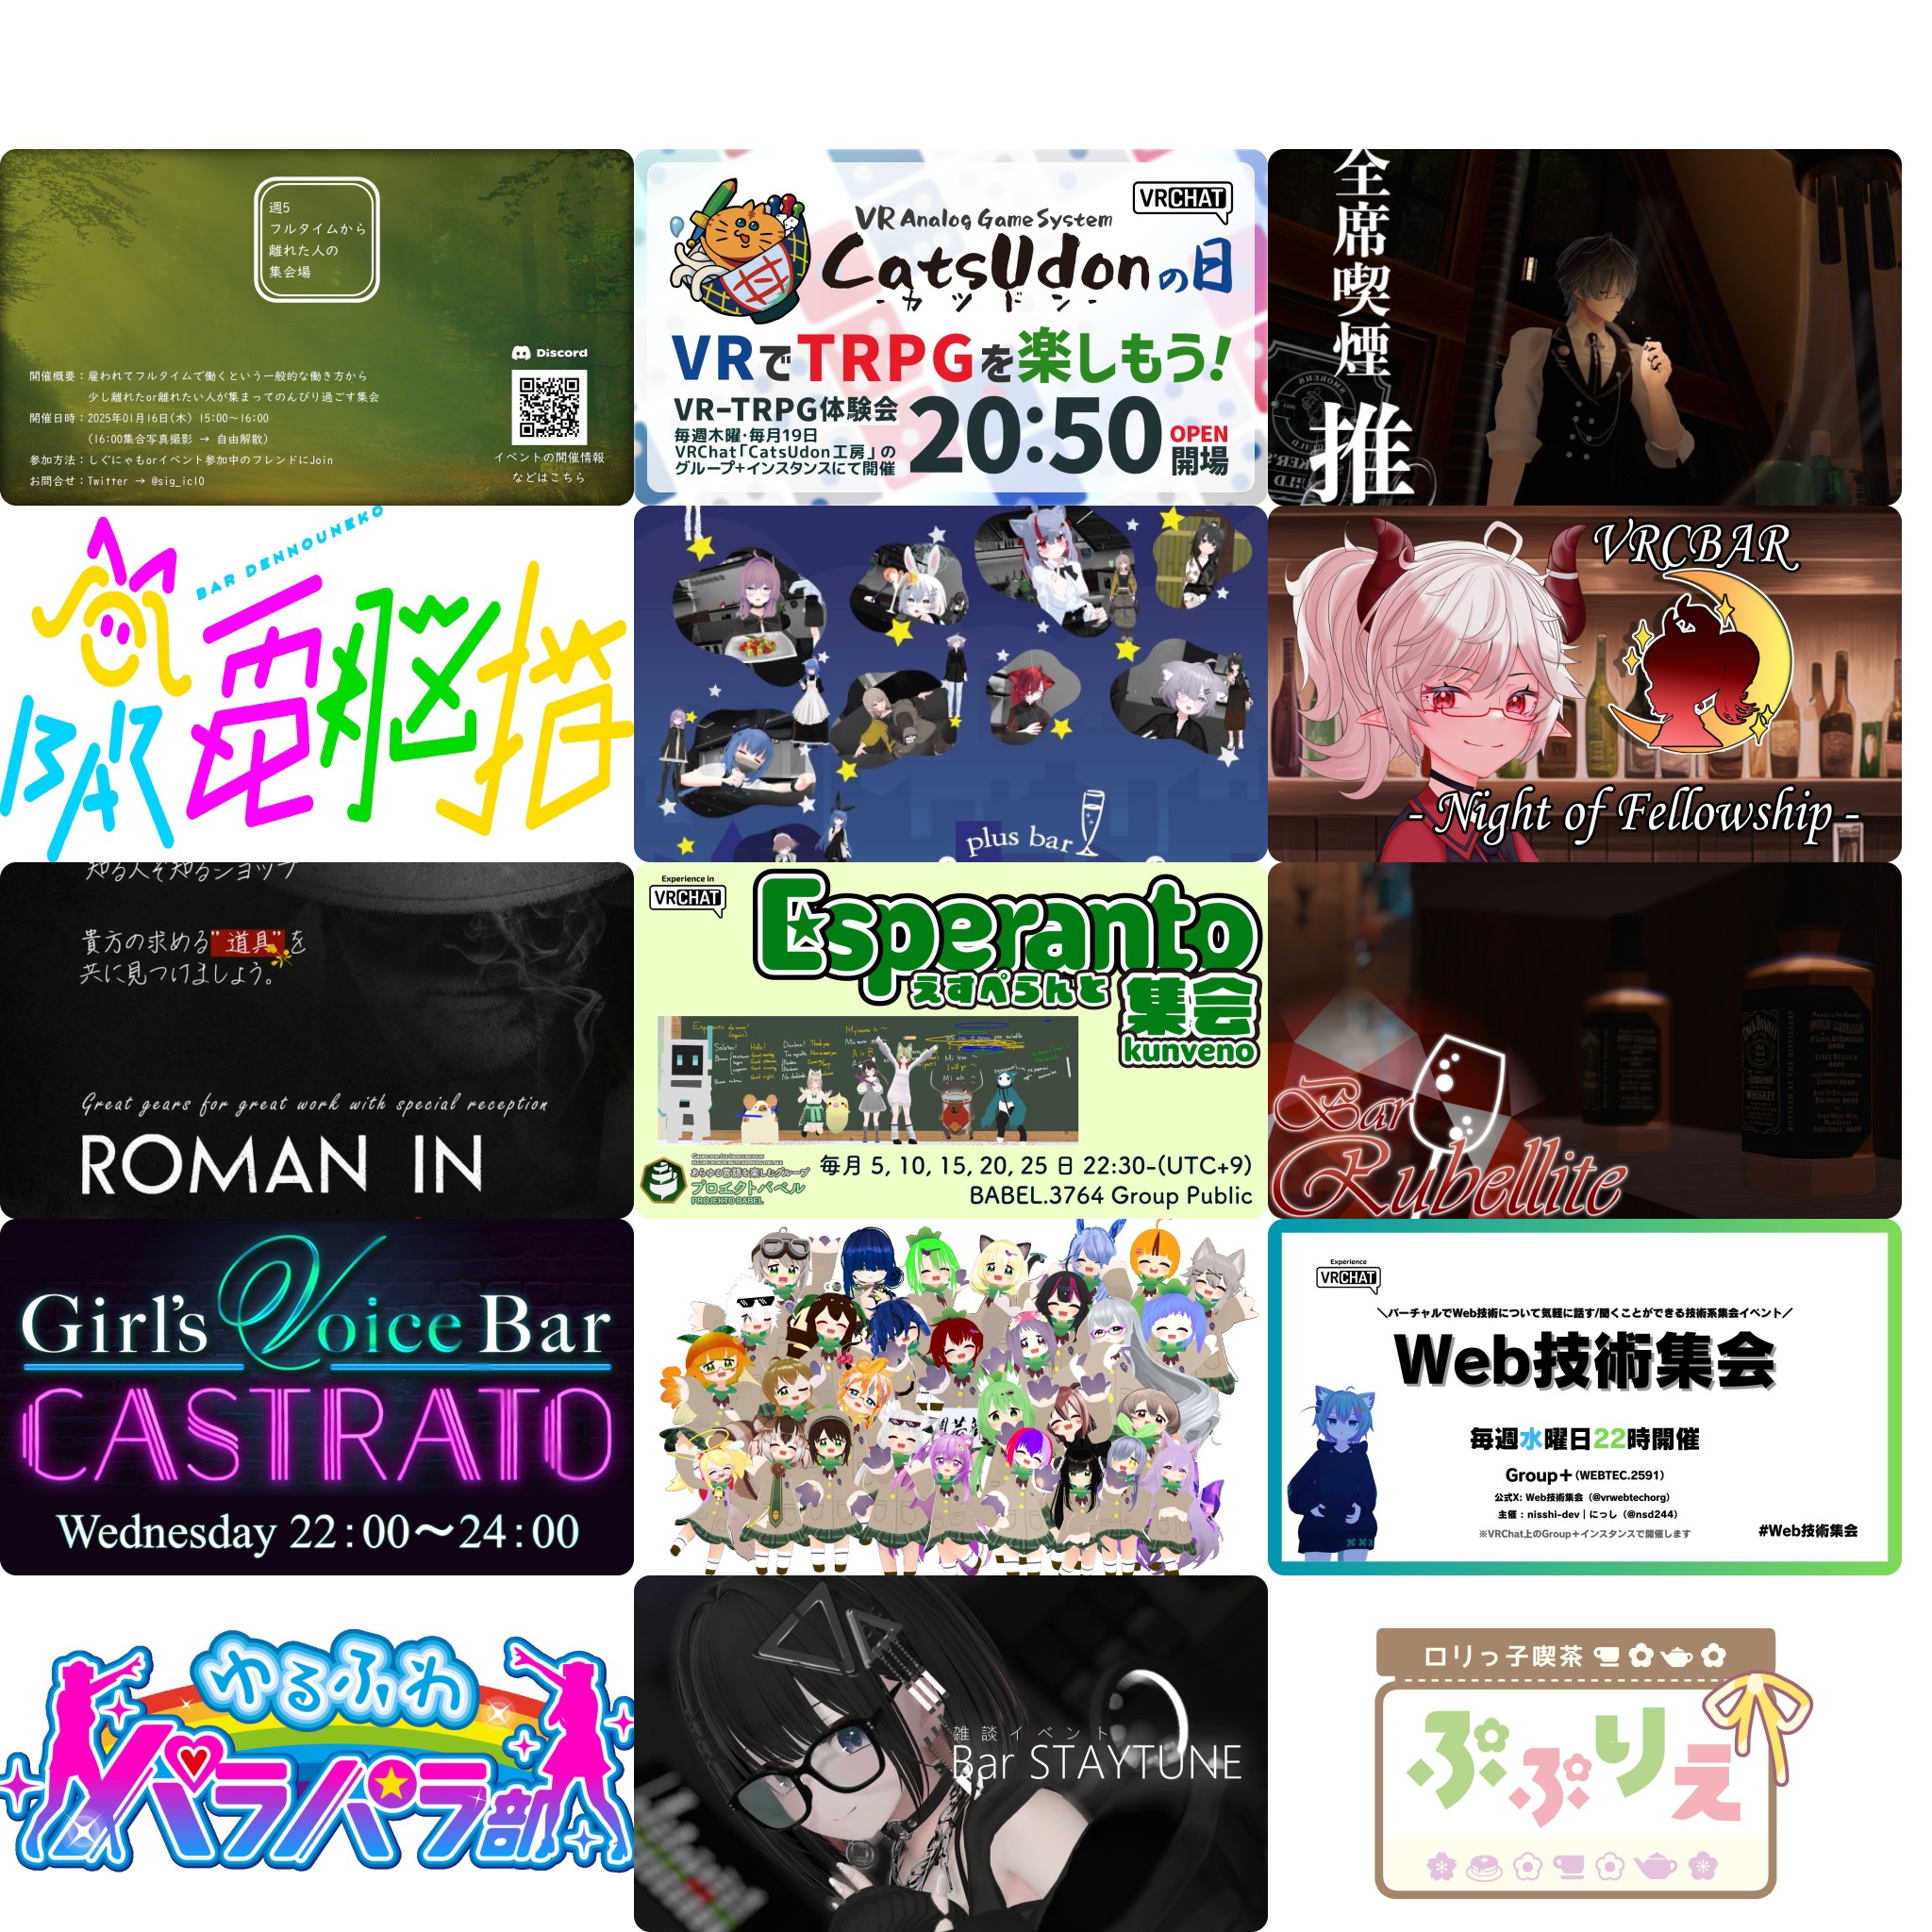 週5
フルタイムから
離れた人の
集会場
Discord
開催概要：雇われてフルタイムで働くという一般的な働き方から
少し離れたor離れたい人が集まってのんびり過ごす集会
開催日時：2025年01月16日(木) 15:00〜16:00
(16:00集合写真撮影 → 自由解散)
参加方法：しぐにゃもorイベント参加中のフレンドにJoin
お問合せ：Twitter → @sig_icl0
イベントの開催情報
などはこちら
VRCHAT
VR Analog Game System
CatsUdonの日
-カツドン-
VRでTRPGを楽しもう!
VR-TRPG体験会
毎週木曜・毎月19日
VRChat「CatsUdon工房」の
グループ+インスタンスにて開催
20:50
OPEN
開場
全席喫煙
推
BAR DENNOUNEKO
BAR 電脳猫
plus bar
VRCBAR
- Night of Fellowship -
知る人ぞ知るショップ
貴方の求める"道具"を
共に見つけましょう。
Great gears for great work with special reception
ROMAN IN
Experience in
VRCHAT
Esperanto
えすぺらんと
集会
kunveno
あらゆる言語を楽しむグループ
プロエクトバベル
PROJEKTO BABEL
毎月 5, 10, 15, 20, 25 日 22:30-(UTC+9)
BABEL.3764 Group Public
Bar
Rubellite
Girl's Voice Bar
CASTRATO
Wednesday 22:00〜24:00
Experience
VRCHAT
＼バーチャルでWeb技術について気軽に話す/聞くことができる技術系集会イベント／
Web技術集会
毎週水曜日22時開催
Group+(WEBTEC.2591)
公式X: Web技術集会（@vrwebtechorg）
主催：nisshi-dev｜にっし（@nsd244）
※VRChat上のGroup+インスタンスで開催します
#Web技術集会
ゆるふわ
パラパラ部
雑談イベント
Bar STAYTUNE
ロリっ子喫茶
ぷぷりえ